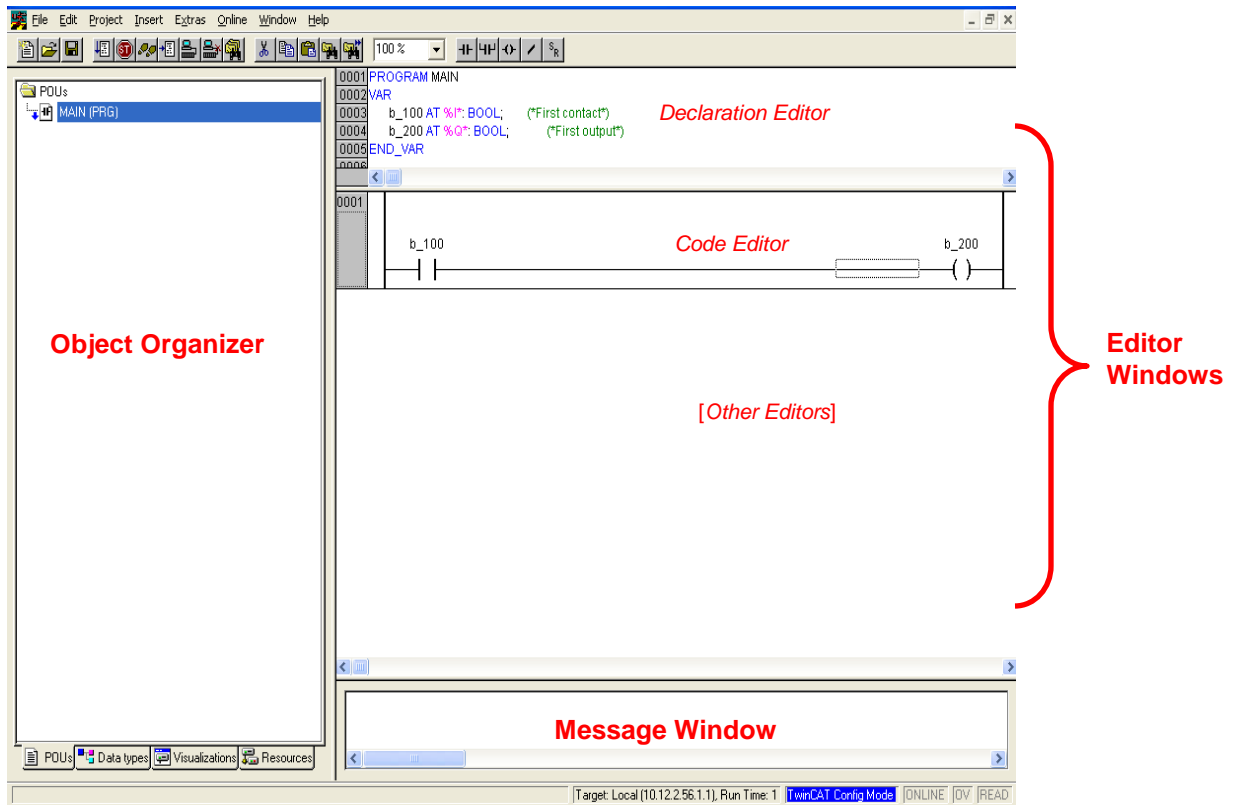 File Edit Project Insert Extras Online Window Help
100 %
POUs
MAIN (PRG)
0001 PROGRAM MAIN
0002 VAR
0003 b_100 AT %I*: BOOL; (*First contact*)
0004 b_200 AT %Q*: BOOL; (*First output*)
0005 END_VAR
0006
Declaration Editor
0001
b_100
Code Editor
b_200
Object Organizer
Editor
Windows
[Other Editors]
Message Window
POUs Data types Visualizations Resources
Target: Local (10.12.2.56.1.1), Run Time: 1 TwinCAT Config Mode ONLINE OV READ